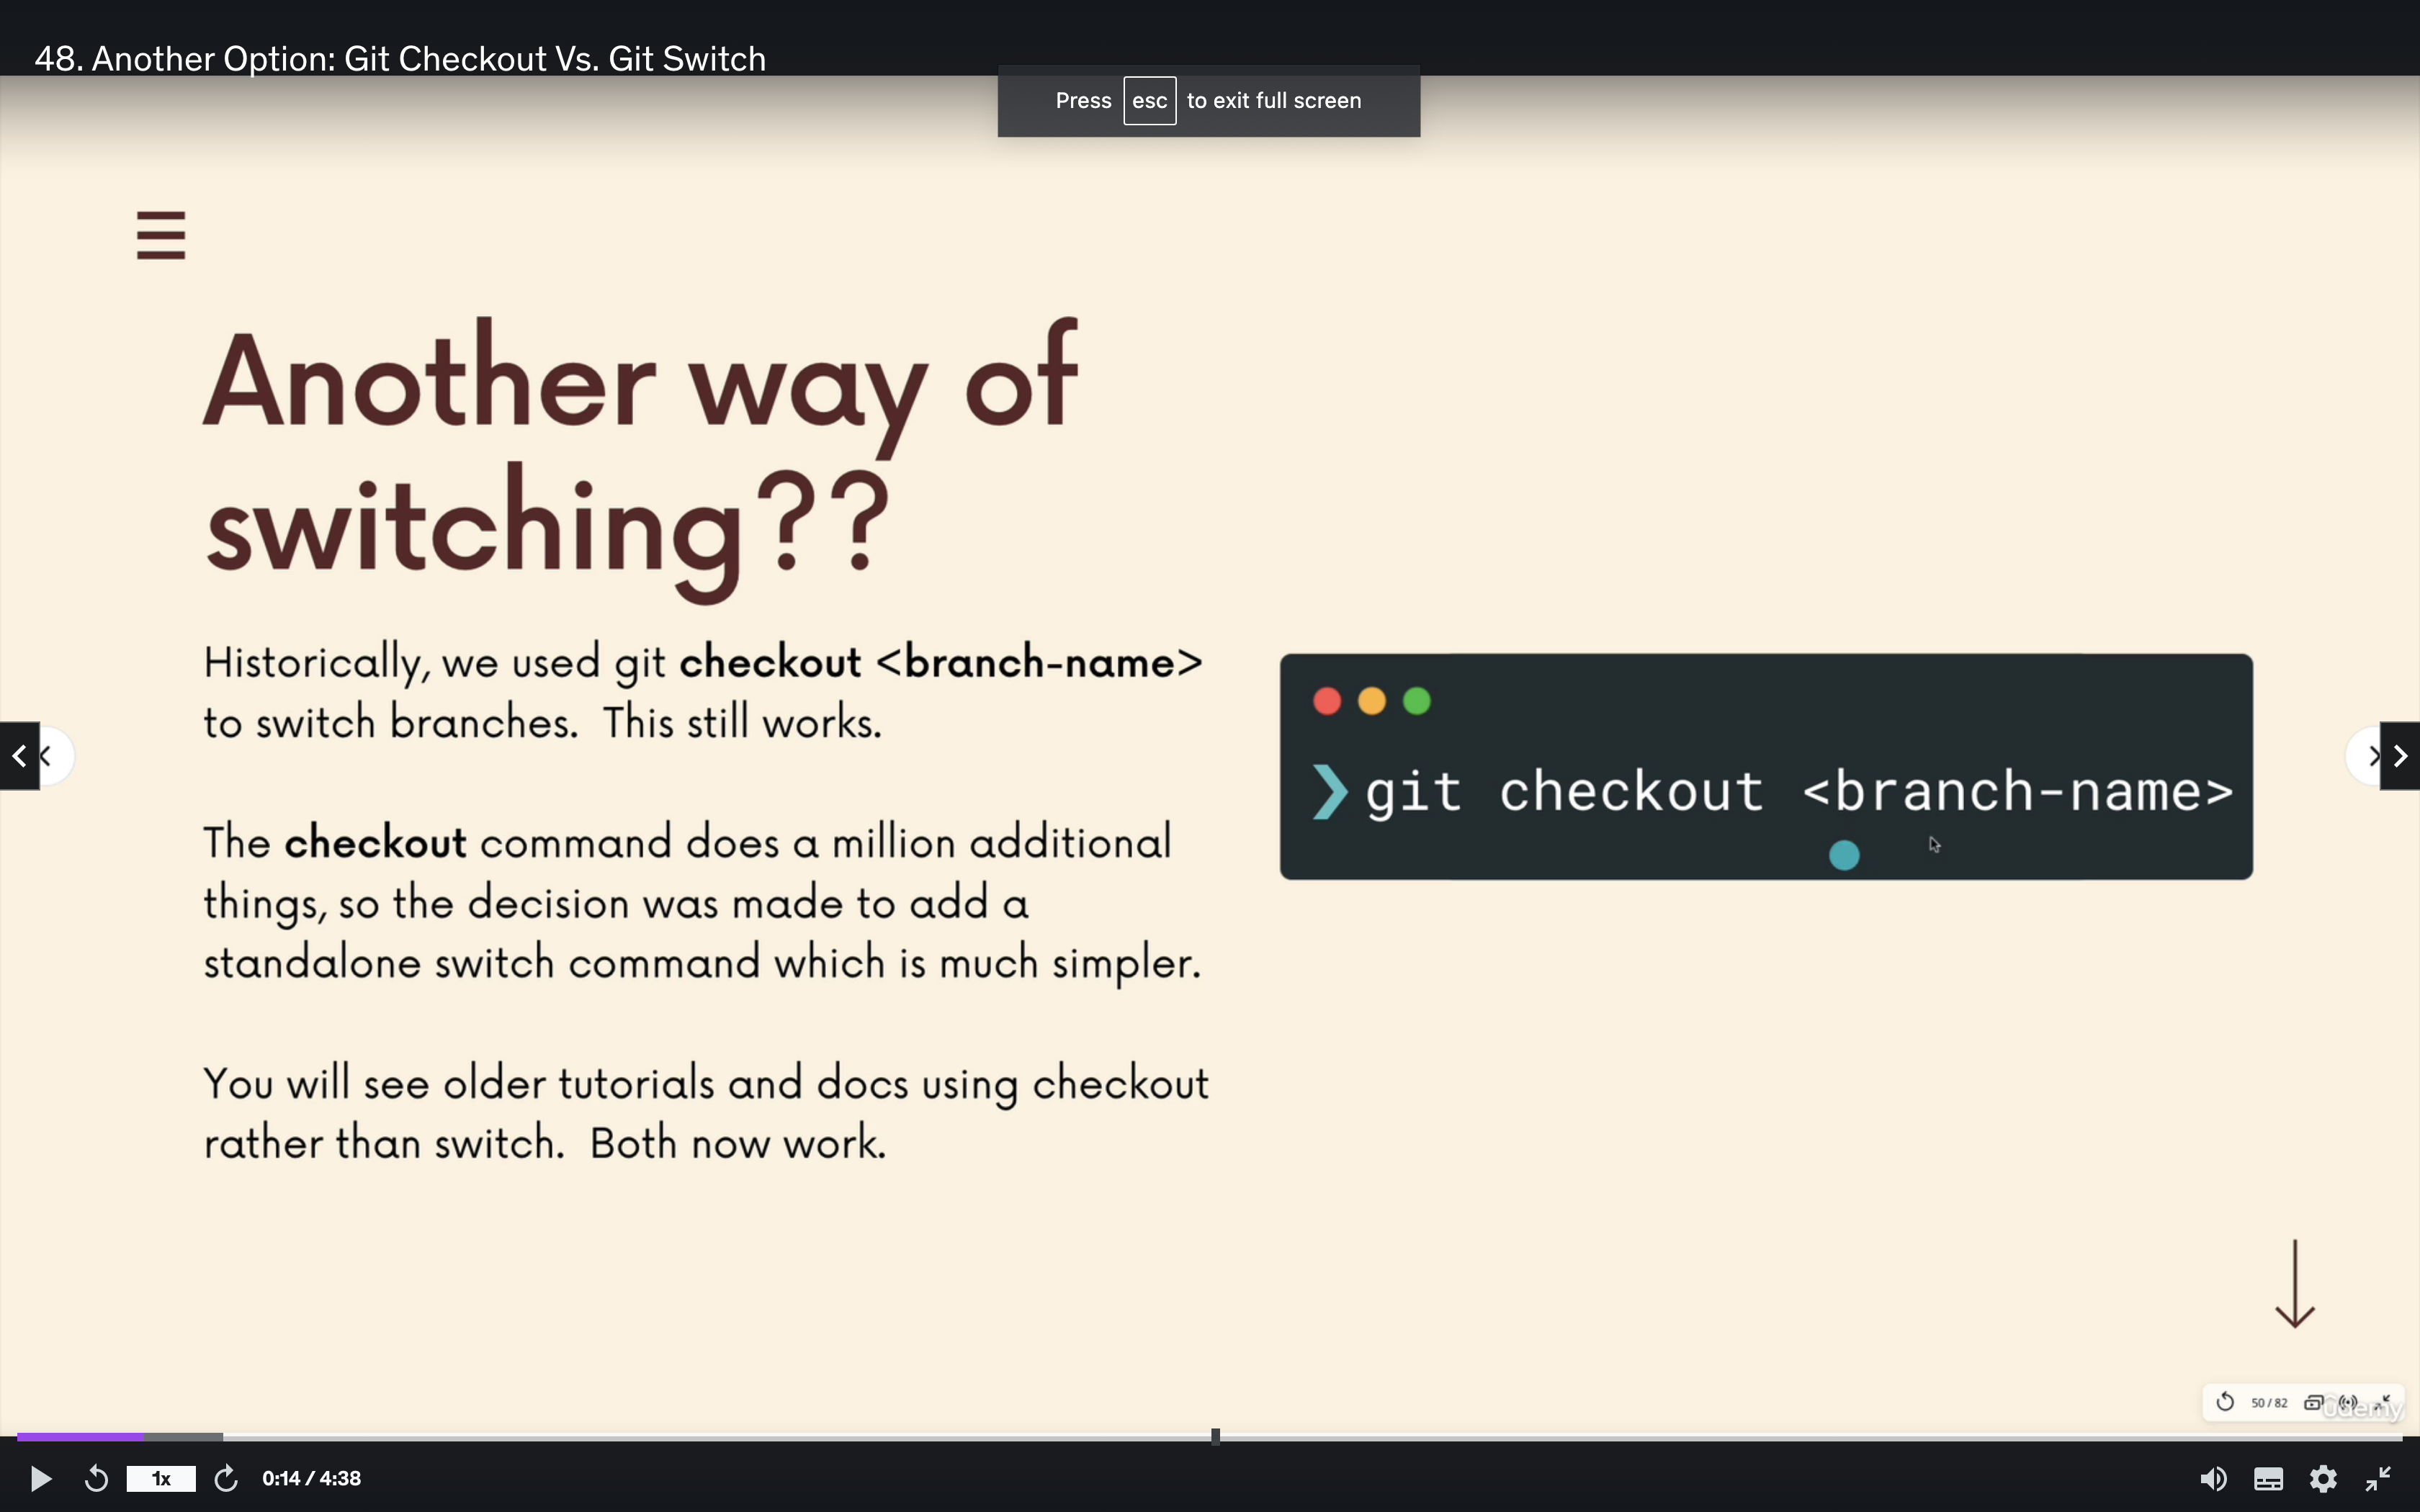 48. Another Option: Git Checkout Vs. Git Switch
Press esc to exit full screen
Another way of
switching??
Historically, we used git checkout <branch-name>
to switch branches. This still works.
The checkout command does a million additional
things, so the decision was made to add a
standalone switch command which is much simpler.
You will see older tutorials and docs using checkout
rather than switch. Both now work.
❯ git checkout <branch-name>
50 / 82
ûdemy
1x
0:14 / 4:38